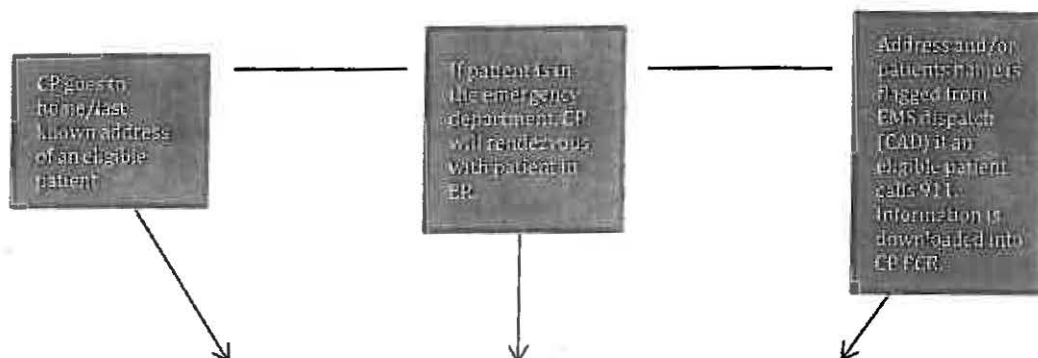 CP goes to
home/last
known address
of an eligible
patient
If patient is in
the emergency
department, CP
will rendezvous
with patient in
ER.
Address and/or
patients name is
flagged from
EMS dispatch
(CAD) if an
eligible patient
calls 911.
Information is
downloaded into
CP PCR.